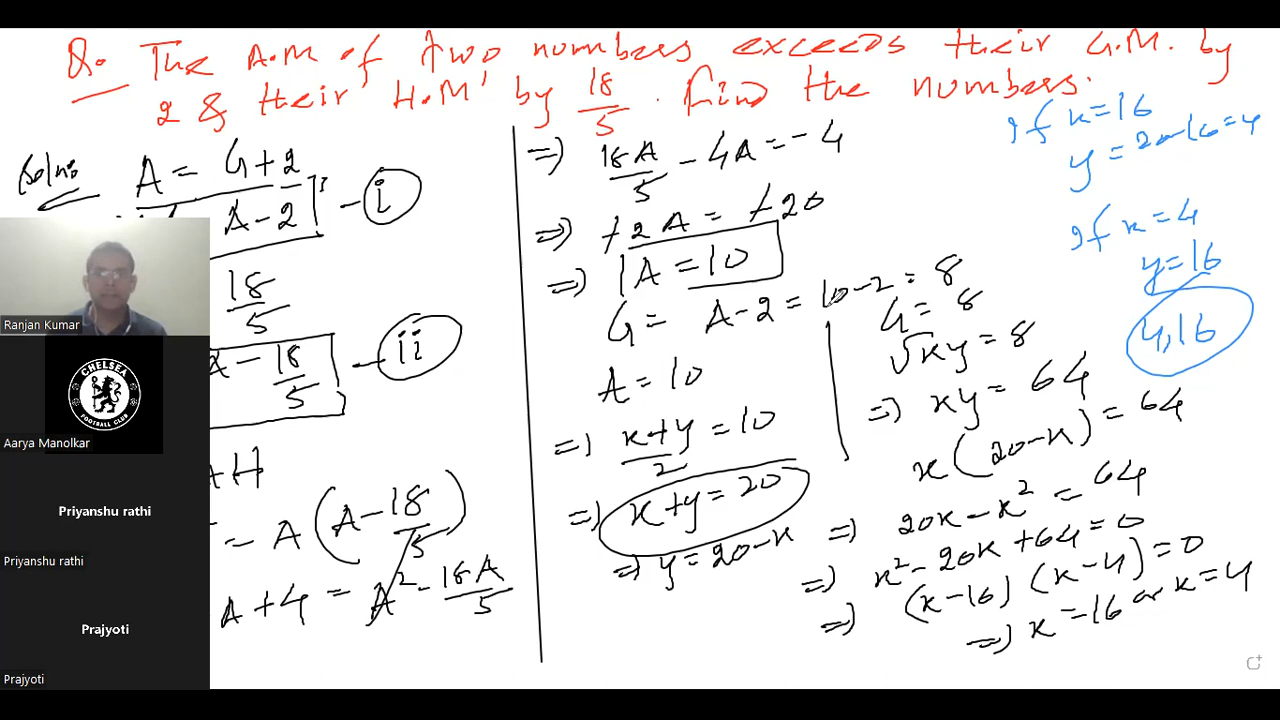 Q. The A.M of two numbers exceeds their G.M. by
2 & their H.M by 18/5. Find the numbers.
Soln:
A = G+2
A-2 - i
18/5
A - 18/5 - ii
AH
= A (A - 18/5)
A + 4 = A² - 18A/5
=> 18A/5 - 4A = -4
=> +2A = +20
=> A = 10
G = A-2 = 10-2 = 8
A = 10
=> x+y/2 = 10
=> x+y = 20
=> y = 20-x
G = 8
√xy = 8
=> xy = 64
x(20-x) = 64
=> 20x - x² = 64
=> x² - 20x + 64 = 0
=> (x-16) (x-4) = 0
=> x = 16 or x = 4
If x = 16
y = 20-16 = 4
If x = 4
y = 16
4,16
Ranjan Kumar
CHELSEA
FOOTBALL CLUB
Aarya Manolkar
Priyanshu rathi
Priyanshu rathi
Prajyoti
Prajyoti